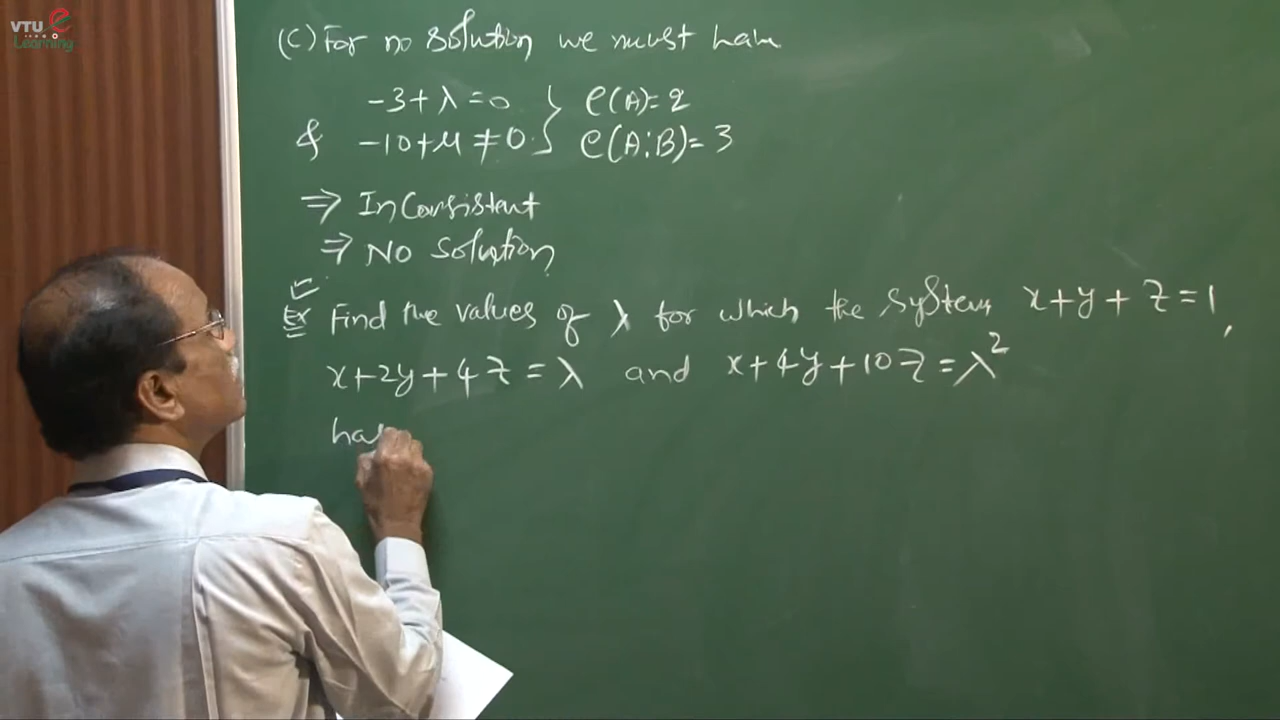 VTU e
Learning
(C) For no solution we must have
-3+λ=0 } ρ(A)=2
& -10+μ≠0. } ρ(A:B)=3
⇒ Inconsistent
⇒ No solution
Ex Find the values of λ for which the system x+y+z=1,
x+2y+4z=λ and x+4y+10z=λ²
has